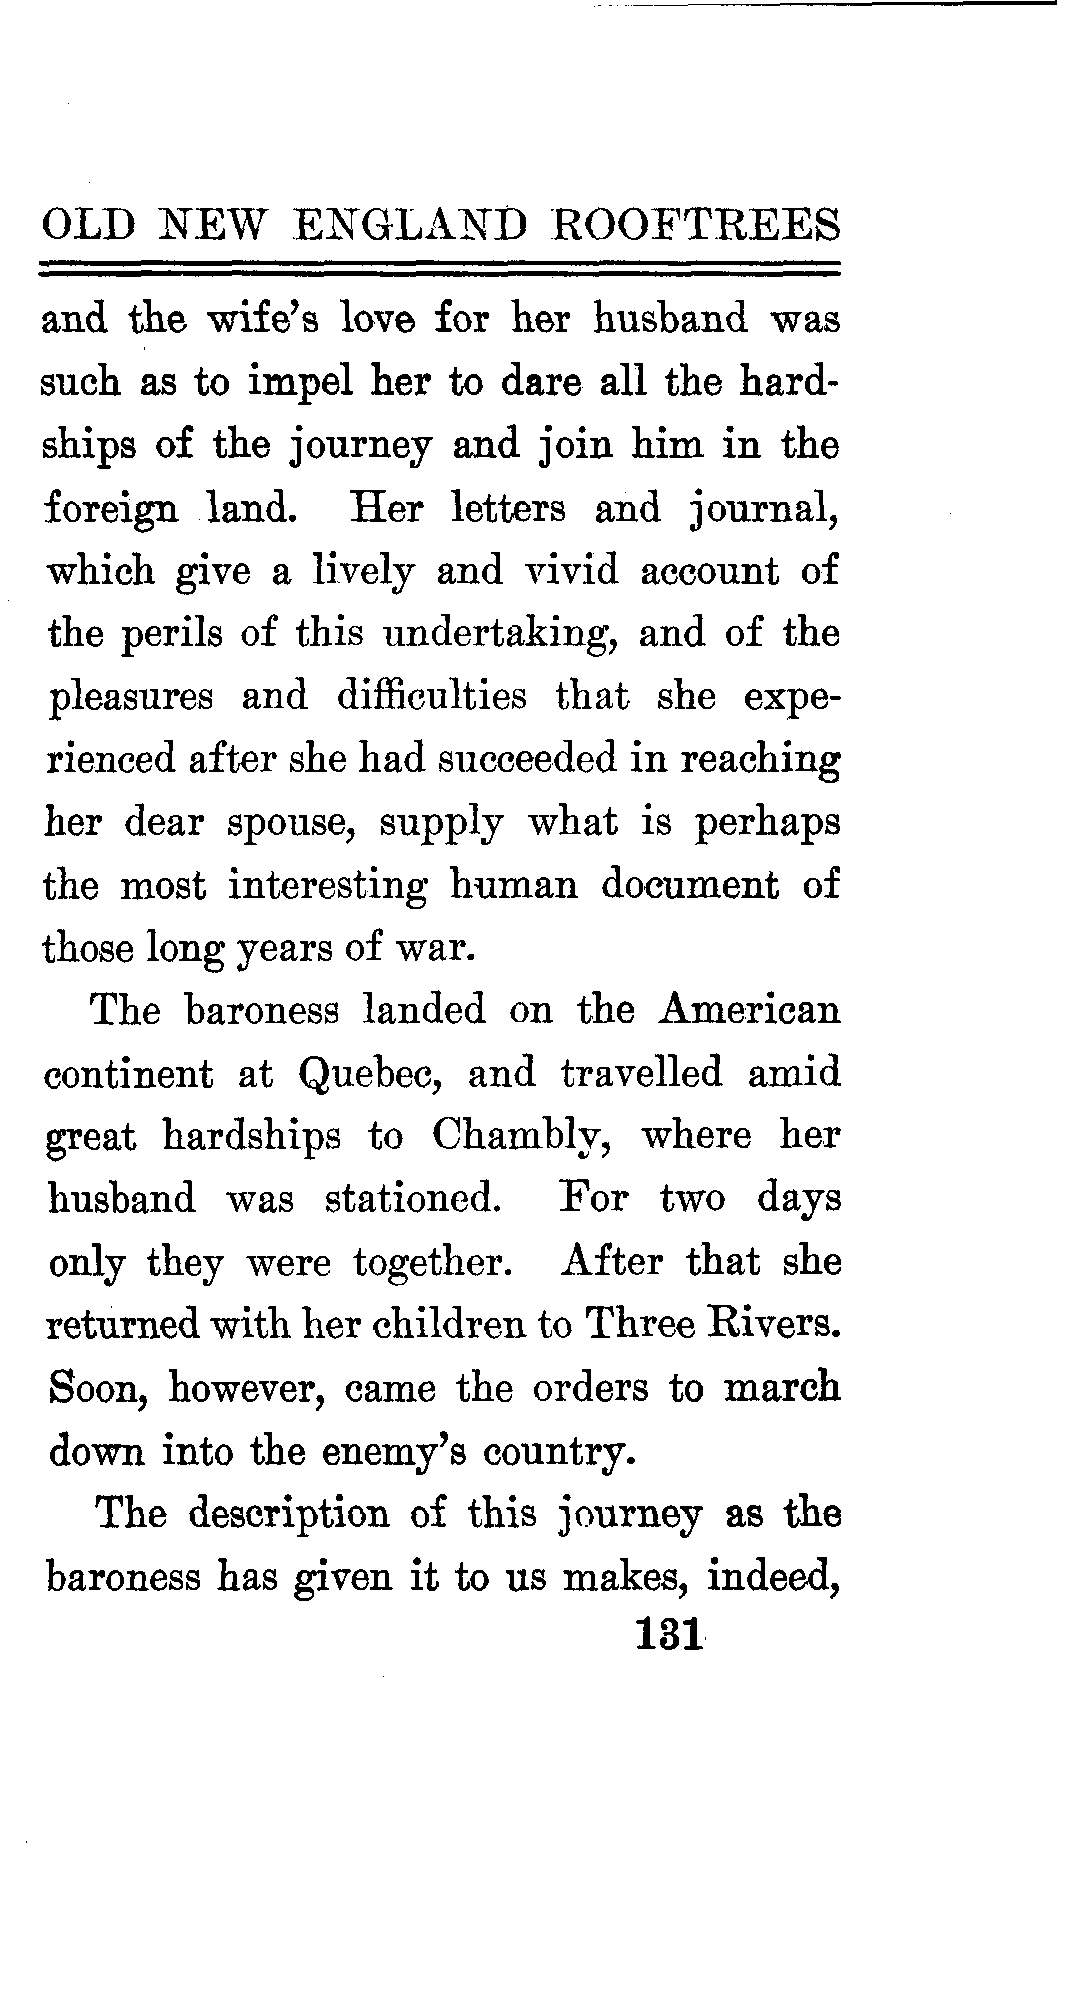 OLD NEW ENGLAND ROOFTREES
and the wife's love for her husband was
such as to impel her to dare all the hard-
ships of the journey and join him in the
foreign land. Her letters and journal,
which give a lively and vivid account of
the perils of this undertaking, and of the
pleasures and difficulties that she expe-
rienced after she had succeeded in reaching
her dear spouse, supply what is perhaps
the most interesting human document of
those long years of war.
The baroness landed on the American
continent at Quebec, and travelled amid
great hardships to Chambly, where her
husband was stationed. For two days
only they were together. After that she
returned with her children to Three Rivers.
Soon, however, came the orders to march
down into the enemy's country.
The description of this journey as the
baroness has given it to us makes, indeed,
131